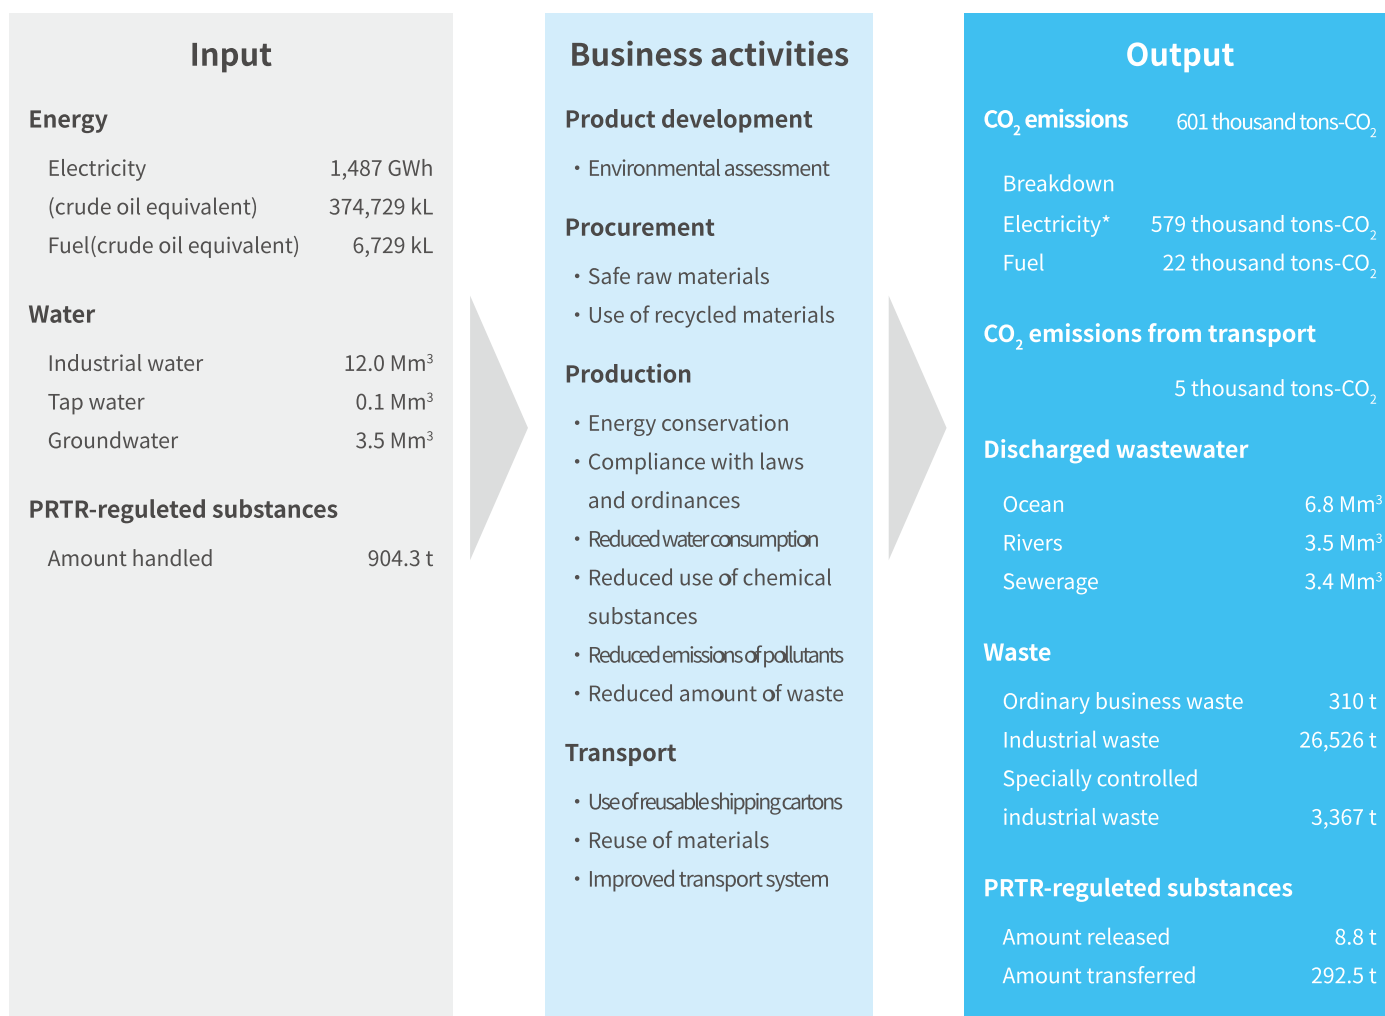 Input
Energy
Electricity 1,487 GWh
(crude oil equivalent) 374,729 kL
Fuel(crude oil equivalent) 6,729 kL
Water
Industrial water 12.0 Mm³
Tap water 0.1 Mm³
Groundwater 3.5 Mm³
PRTR-reguleted substances
Amount handled 904.3 t
Business activities
Product development
・Environmental assessment
Procurement
・Safe raw materials
・Use of recycled materials
Production
・Energy conservation
・Compliance with laws
and ordinances
・Reduced water consumption
・Reduced use of chemical
substances
・Reduced emissions of pollutants
・Reduced amount of waste
Transport
・Use of reusable shipping cartons
・Reuse of materials
・Improved transport system
Output
CO₂ emissions 601 thousand tons-CO₂
Breakdown
Electricity* 579 thousand tons-CO₂
Fuel 22 thousand tons-CO₂
CO₂ emissions from transport
5 thousand tons-CO₂
Discharged wastewater
Ocean 6.8 Mm³
Rivers 3.5 Mm³
Sewerage 3.4 Mm³
Waste
Ordinary business waste 310 t
Industrial waste 26,526 t
Specially controlled
industrial waste 3,367 t
PRTR-reguleted substances
Amount released 8.8 t
Amount transferred 292.5 t